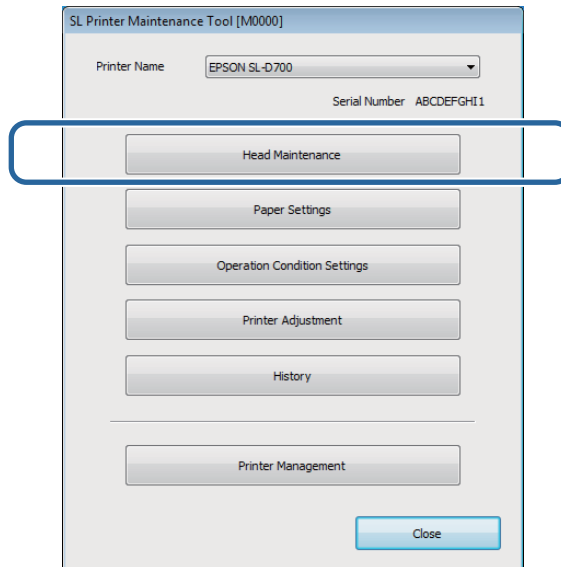 SL Printer Maintenance Tool [M0000]
Printer Name EPSON SL-D700
Serial Number ABCDEFGHI1
Head Maintenance
Paper Settings
Operation Condition Settings
Printer Adjustment
History
Printer Management
Close